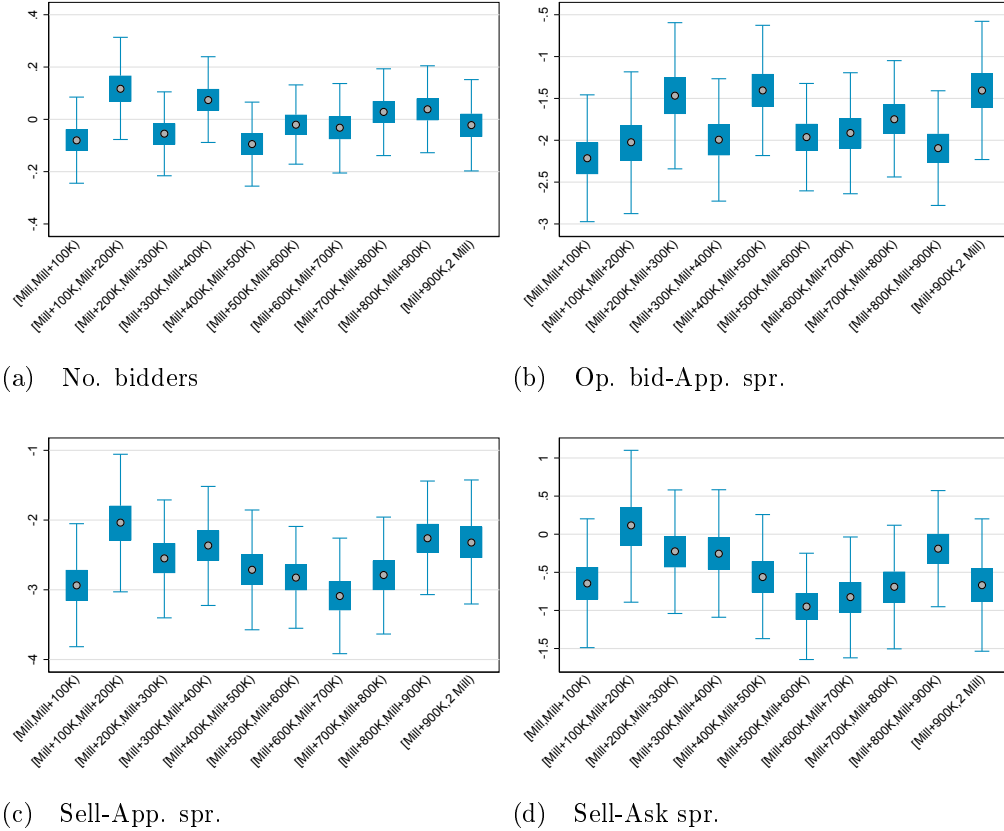 .4
.2
0
-.2
-.4
[Mill,Mill+100K)
[Mill+100K,Mill+200K)
[Mill+200K,Mill+300K)
[Mill+300K,Mill+400K)
[Mill+400K,Mill+500K)
[Mill+500K,Mill+600K)
[Mill+600K,Mill+700K)
[Mill+700K,Mill+800K)
[Mill+800K,Mill+900K)
[Mill+900K,2 Mill)
(a) No. bidders
-.5
-1
-1.5
-2
-2.5
-3
[Mill,Mill+100K)
[Mill+100K,Mill+200K)
[Mill+200K,Mill+300K)
[Mill+300K,Mill+400K)
[Mill+400K,Mill+500K)
[Mill+500K,Mill+600K)
[Mill+600K,Mill+700K)
[Mill+700K,Mill+800K)
[Mill+800K,Mill+900K)
[Mill+900K,2 Mill)
(b) Op. bid-App. spr.
-1
-2
-3
-4
[Mill,Mill+100K)
[Mill+100K,Mill+200K)
[Mill+200K,Mill+300K)
[Mill+300K,Mill+400K)
[Mill+400K,Mill+500K)
[Mill+500K,Mill+600K)
[Mill+600K,Mill+700K)
[Mill+700K,Mill+800K)
[Mill+800K,Mill+900K)
[Mill+900K,2 Mill)
(c) Sell-App. spr.
1
.5
0
-.5
-1
-1.5
[Mill,Mill+100K)
[Mill+100K,Mill+200K)
[Mill+200K,Mill+300K)
[Mill+300K,Mill+400K)
[Mill+400K,Mill+500K)
[Mill+500K,Mill+600K)
[Mill+600K,Mill+700K)
[Mill+700K,Mill+800K)
[Mill+800K,Mill+900K)
[Mill+900K,2 Mill)
(d) Sell-Ask spr.